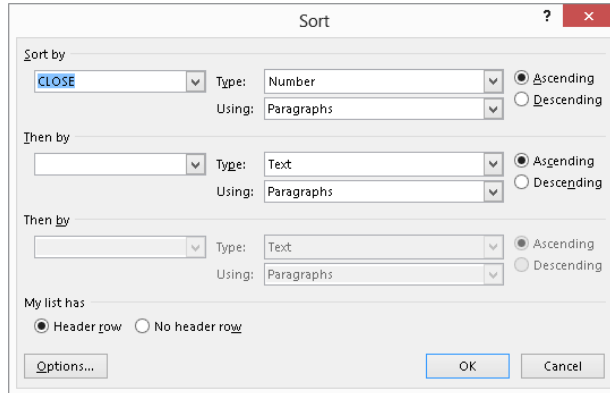 Sort ?
Sort by
CLOSE Type: Number Ascending
Using: Paragraphs Descending
Then by
Type: Text Ascending
Using: Paragraphs Descending
Then by
Type: Text Ascending
Using: Paragraphs Descending
My list has
Header row No header row
Options... OK Cancel